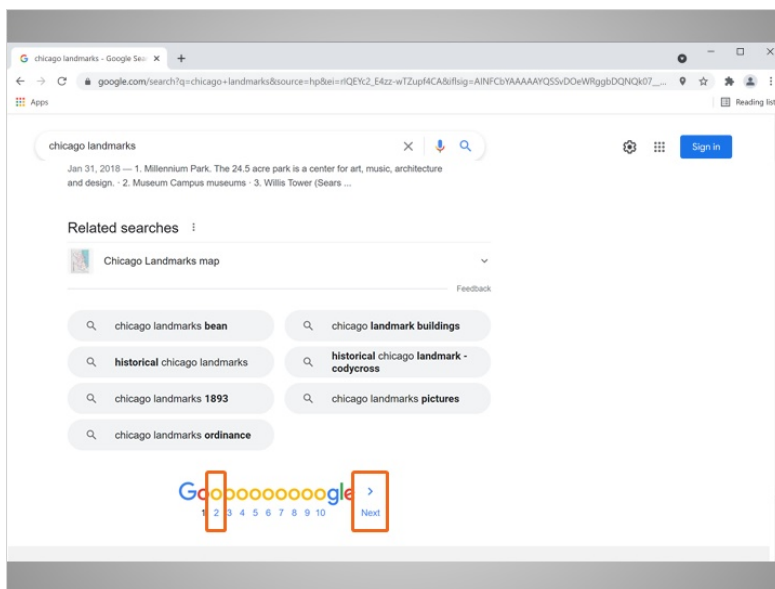 chicago landmarks - Google Sea
google.com/search?q=chicago+landmarks&source=hp&ei=
Apps
Reading list
chicago landmarks
Sign in
Jan 31, 2018 — 1. Millennium Park. The 24.5 acre park is a center for art, music, architecture
and design. · 2. Museum Campus museums · 3. Willis Tower (Sears ...
Related searches
Chicago Landmarks map
Feedback
chicago landmarks bean
chicago landmark buildings
historical chicago landmarks
historical chicago landmark -
codycross
chicago landmarks 1893
chicago landmarks pictures
chicago landmarks ordinance
Goooooooooogle >
1 2 3 4 5 6 7 8 9 10 Next